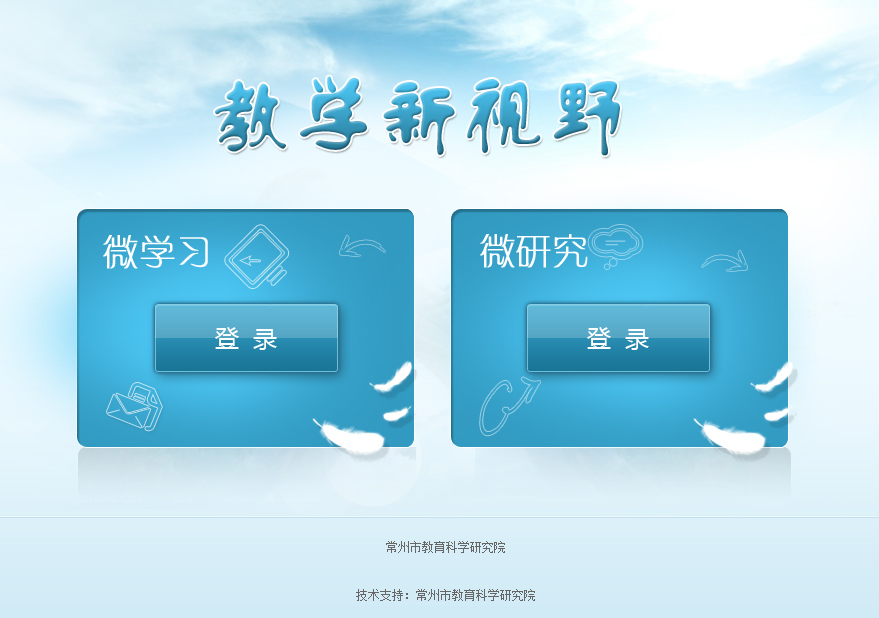 教学新视野
微学习
微研究
登 录
登 录
常州市教育科学研究院
技术支持：常州市教育科学研究院